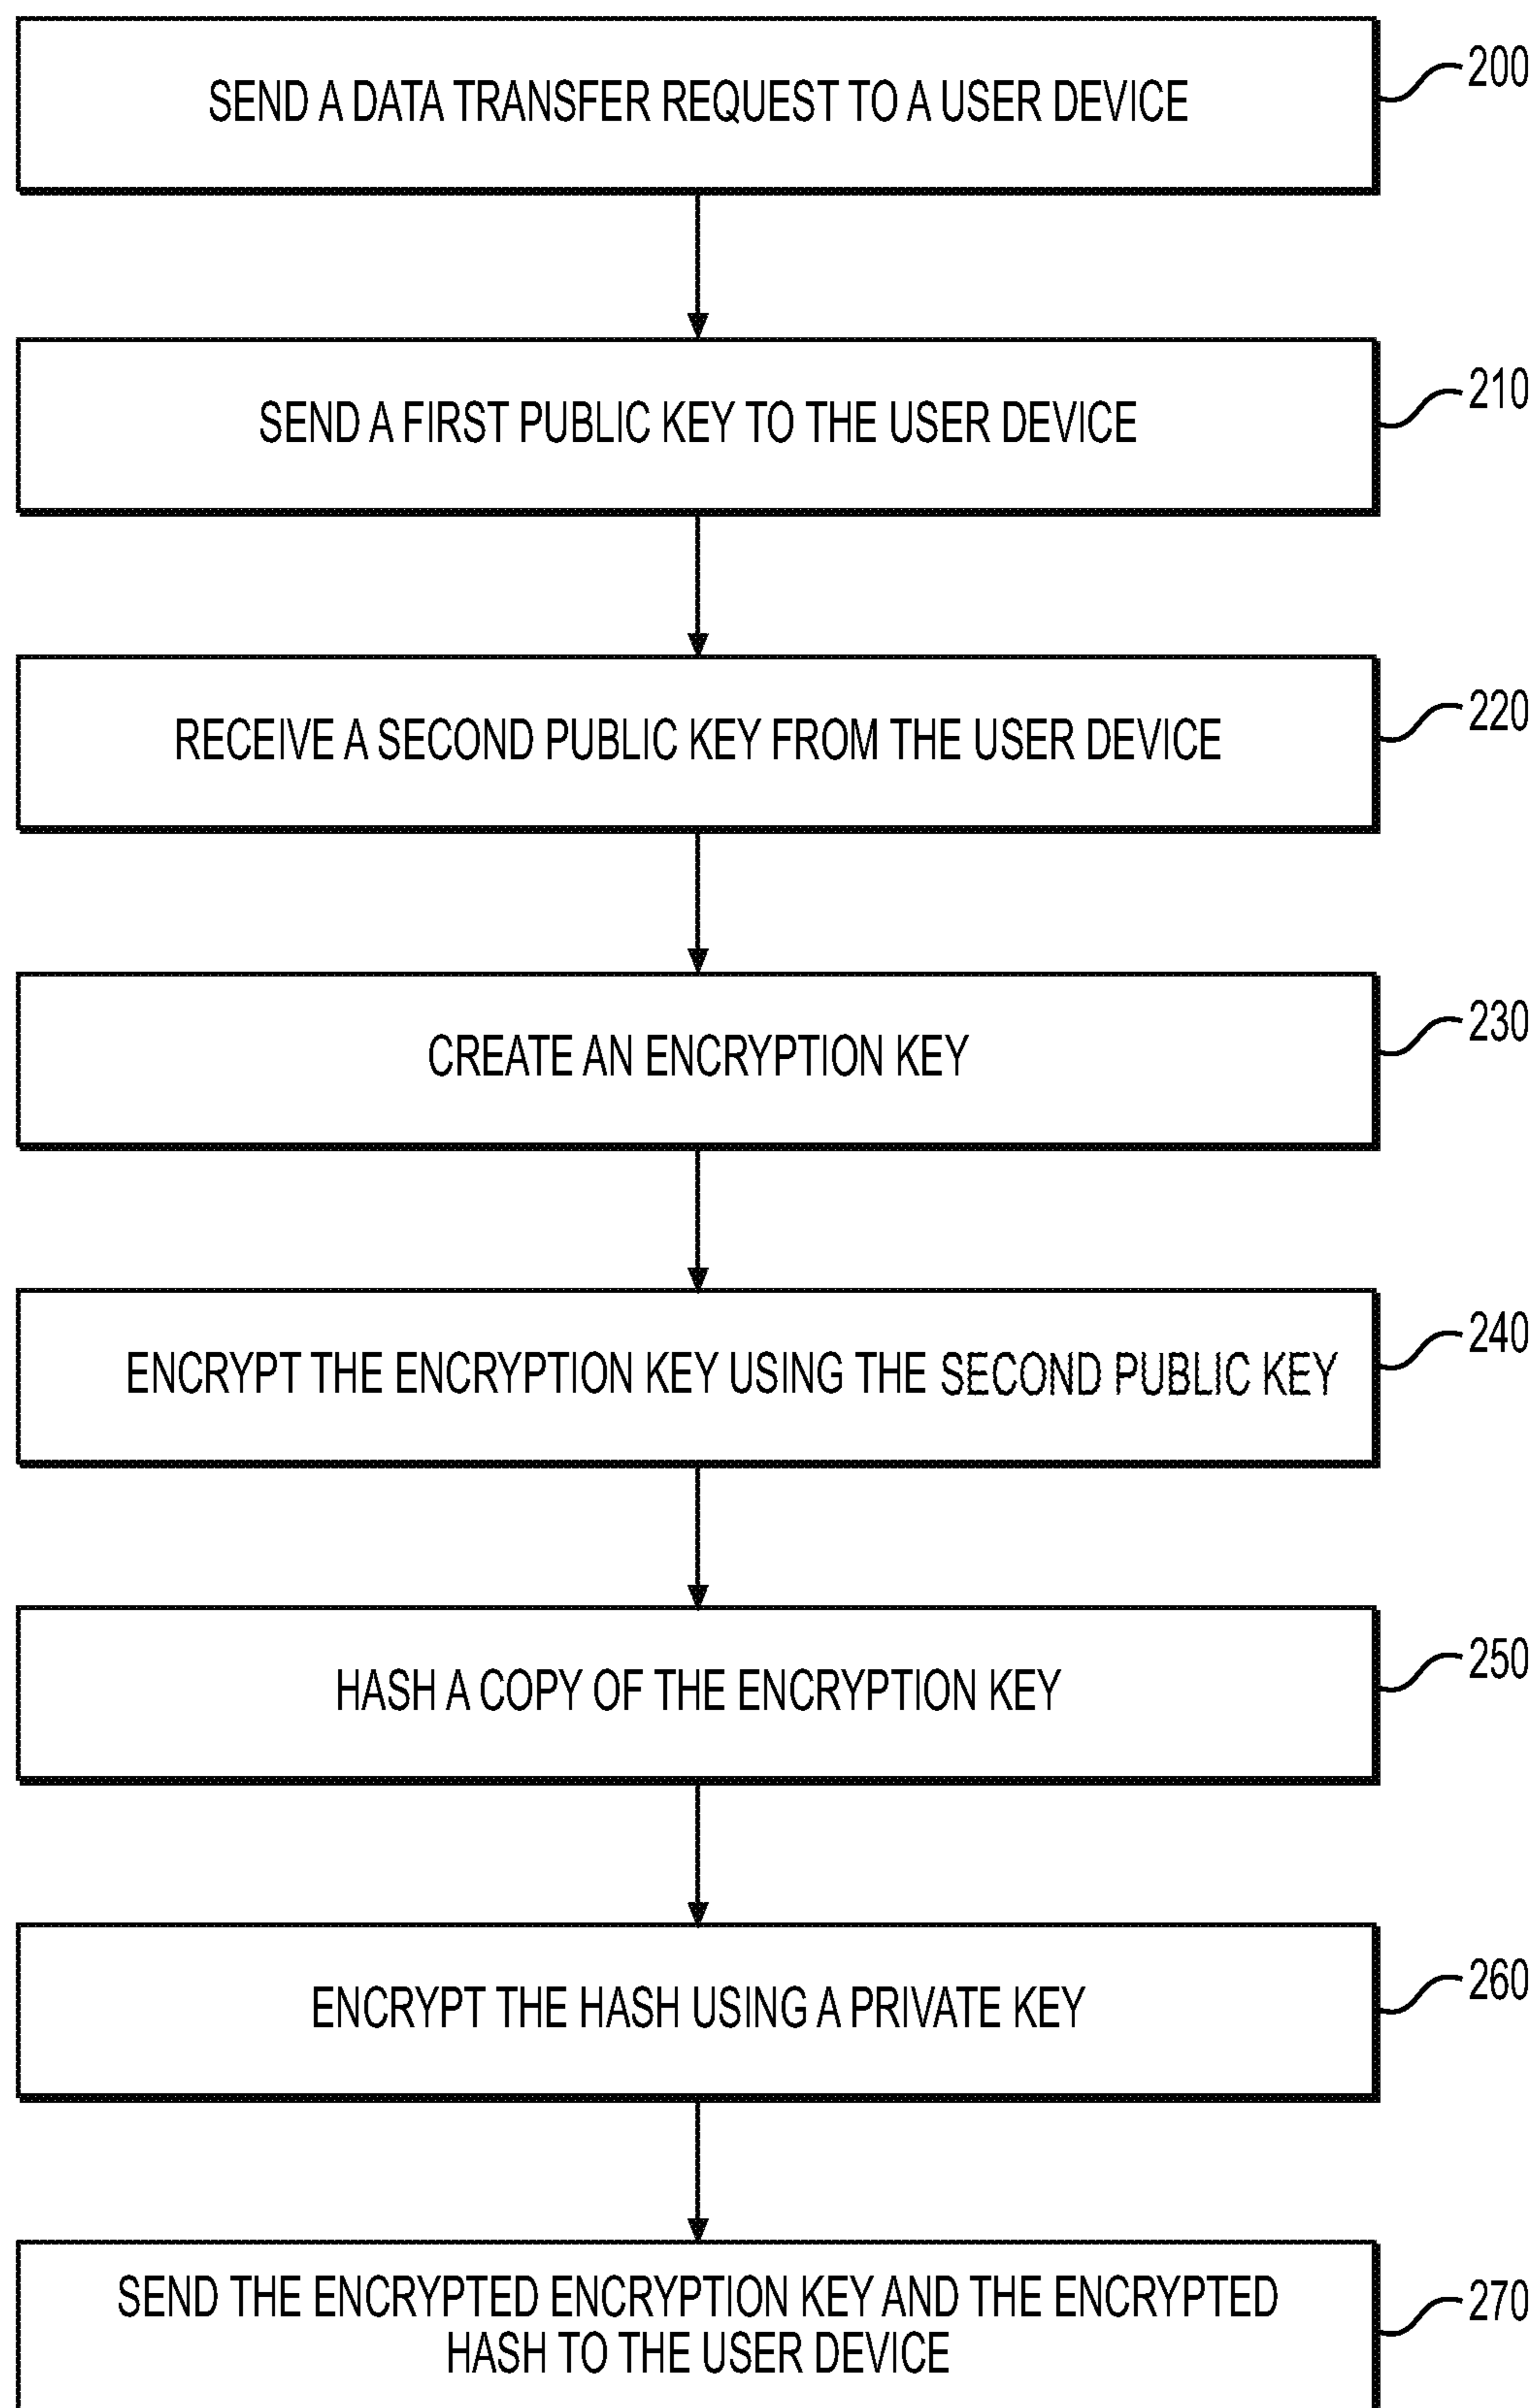 SEND A DATA TRANSFER REQUEST TO A USER DEVICE
200
SEND A FIRST PUBLIC KEY TO THE USER DEVICE
210
RECEIVE A SECOND PUBLIC KEY FROM THE USER DEVICE
220
CREATE AN ENCRYPTION KEY
230
ENCRYPT THE ENCRYPTION KEY USING THE SECOND PUBLIC KEY
240
HASH A COPY OF THE ENCRYPTION KEY
250
ENCRYPT THE HASH USING A PRIVATE KEY
260
SEND THE ENCRYPTED ENCRYPTION KEY AND THE ENCRYPTED
HASH TO THE USER DEVICE
270